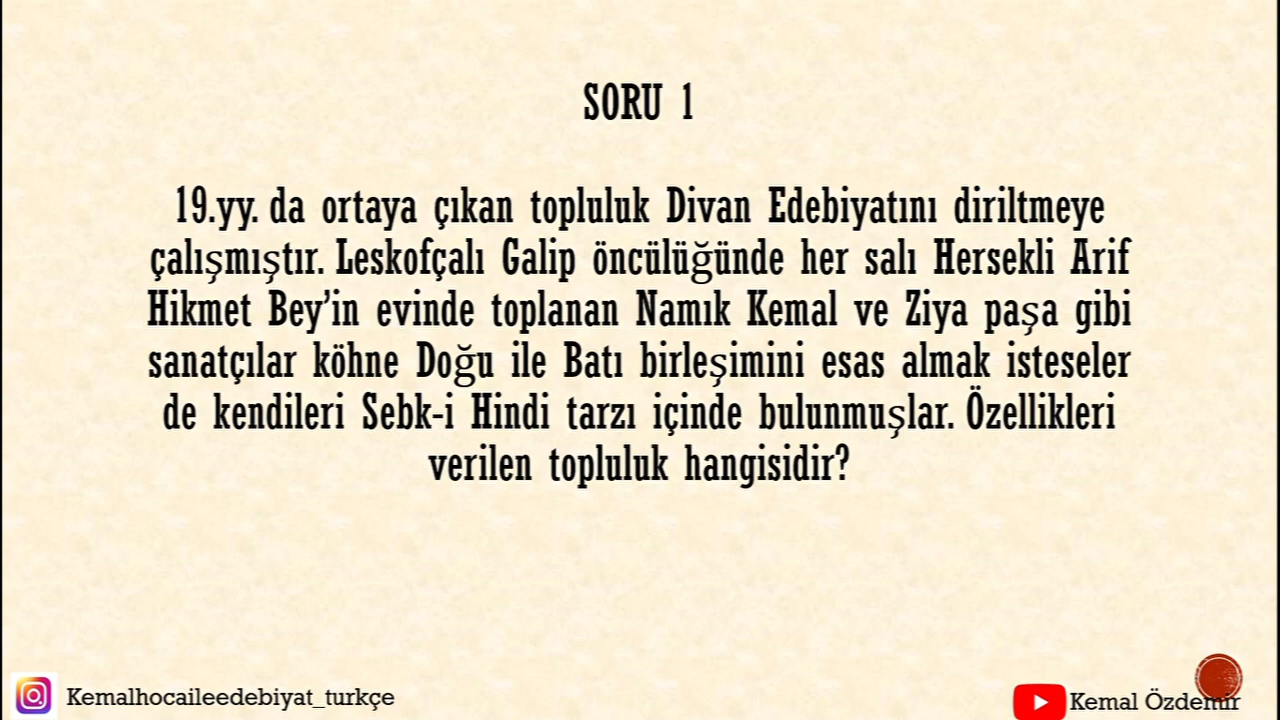 SORU 1
19.yy. da ortaya çıkan topluluk Divan Edebiyatını diriltmeye
çalışmıştır. Leskofçalı Galip öncülüğünde her salı Hersekli Arif
Hikmet Bey’in evinde toplanan Namık Kemal ve Ziya paşa gibi
sanatçılar köhne Doğu ile Batı birleşimini esas almak isteseler
de kendileri Sebk-i Hindi tarzı içinde bulunmuşlar. Özellikleri
verilen topluluk hangisidir?
Kemalhocaileedebiyat_turkçe
Kemal Özdemir